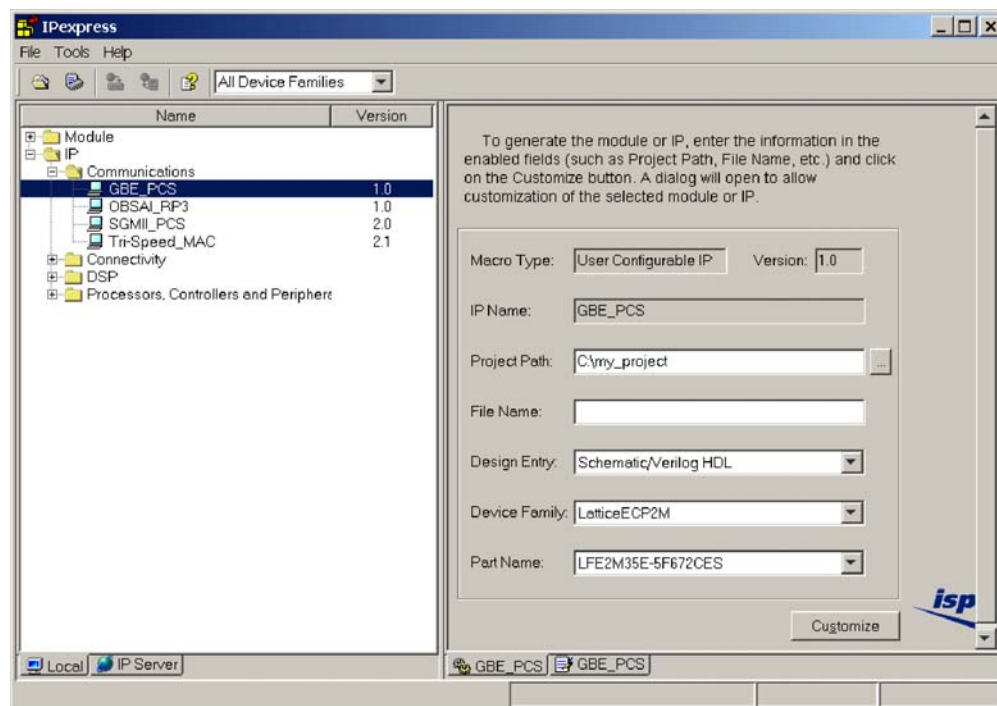 IPexpress
File Tools Help
All Device Families
Name Version
Module
IP
Communications
GBE_PCS 1.0
OBSAI_RP3 1.0
SGMII_PCS 2.0
Tri-Speed_MAC 2.1
Connectivity
DSP
Processors, Controllers and Periphera
To generate the module or IP, enter the information in the
enabled fields (such as Project Path, File Name, etc.) and click
on the Customize button. A dialog will open to allow
customization of the selected module or IP.
Macro Type: User Configurable IP Version: 1.0
IP Name: GBE_PCS
Project Path: C:\my_project ...
File Name:
Design Entry: Schematic/Verilog HDL
Device Family: LatticeECP2M
Part Name: LFE2M35E-5F672CES
isp
Customize
Local IP Server
GBE_PCS GBE_PCS